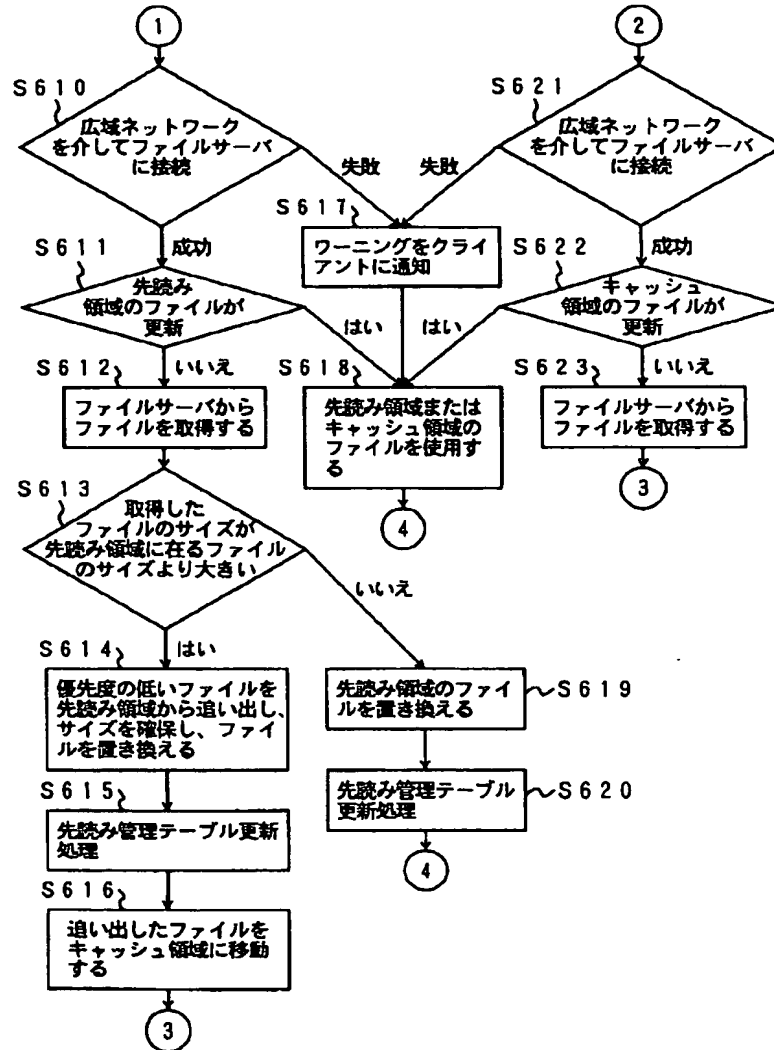 1
2
S610
S621
広域ネットワーク
を介してファイルサーバ
に接続
広域ネットワーク
を介してファイルサーバ
に接続
失敗
失敗
S617
ワーニングをクライ
アントに通知
S611
成功
S622
成功
先読み
領域のファイルが
更新
キャッシュ
領域のファイルが
更新
はい
はい
S612
いいえ
S618
S623
いいえ
ファイルサーバから
ファイルを取得する
先読み領域または
キャッシュ領域の
ファイルを使用す
る
ファイルサーバから
ファイルを取得する
3
4
S613
取得した
ファイルのサイズが
先読み領域に在るファイル
のサイズより大きい
いいえ
S614
はい
優先度の低いファイルを
先読み領域から追い出し、
サイズを確保し、ファイ
ルを置き換える
先読み領域のファイ
ルを置き換える
S619
S615
先読み管理テーブル更新
処理
先読み管理テーブル
更新処理
S620
4
S616
追い出したファイルを
キャッシュ領域に移動
する
3